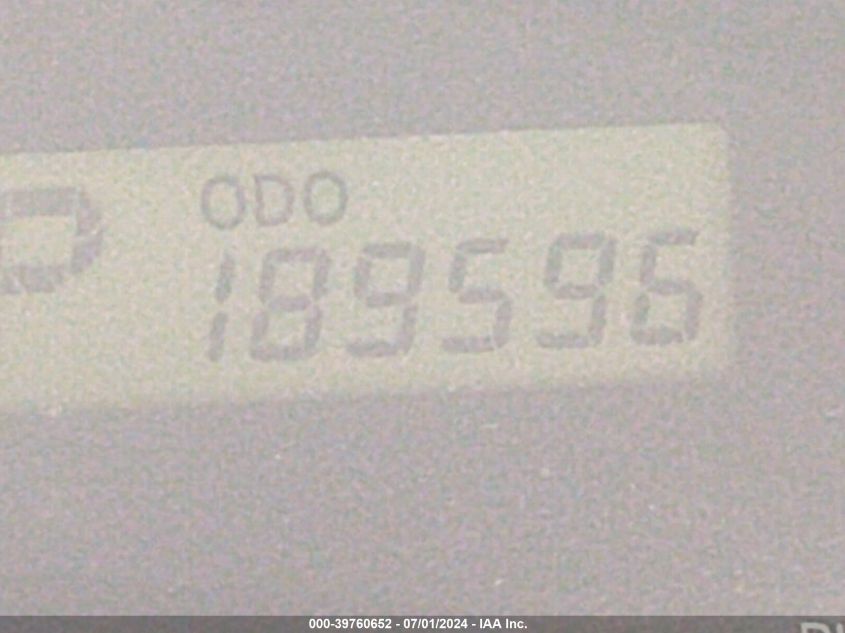 P
ODO
189596
000-39760652 - 07/01/2024 - IAA Inc.